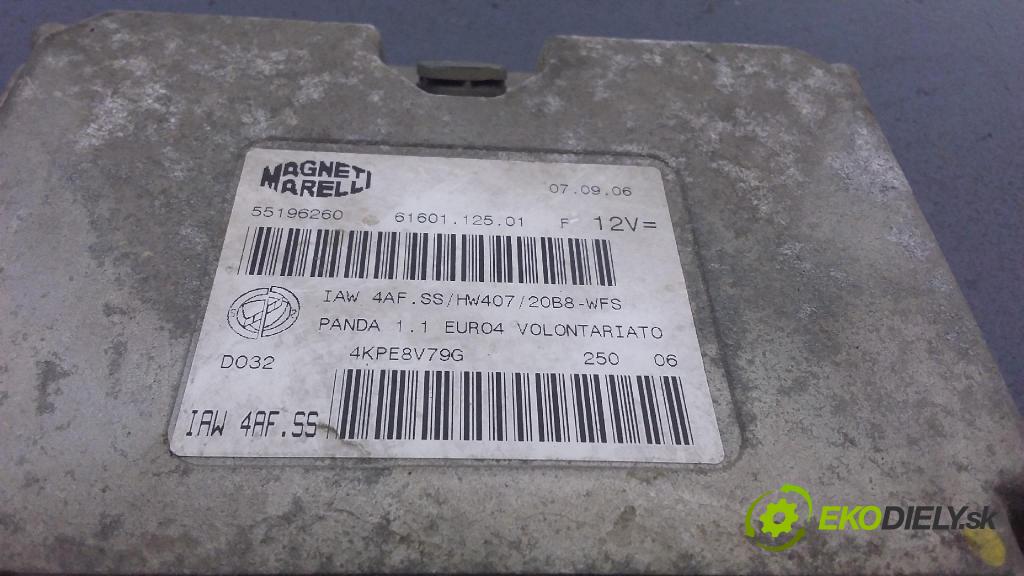 MAGNETI
MARELLI
07.09.06
55196260 61601.125.01 F 12V=
IAW 4AF.SS/HW407/20B8-WFS
PANDA 1.1 EURO4 VOLONTARIATO
D032 4KPE8V79G 250 06
IAW 4AF.SS
EKODIELY.sk